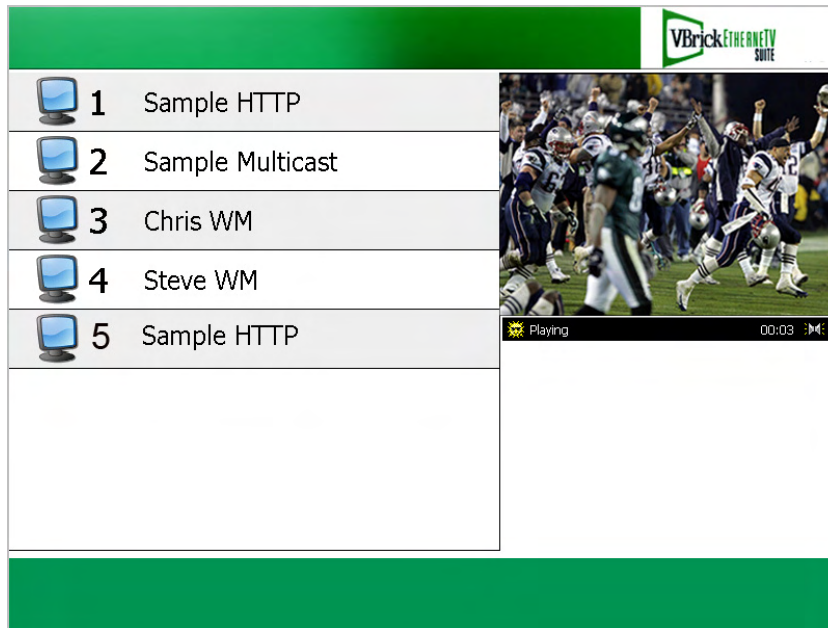 VBrick ETHERNETV
SUITE
1 Sample HTTP
2 Sample Multicast
3 Chris WM
4 Steve WM
5 Sample HTTP
Playing 00:03